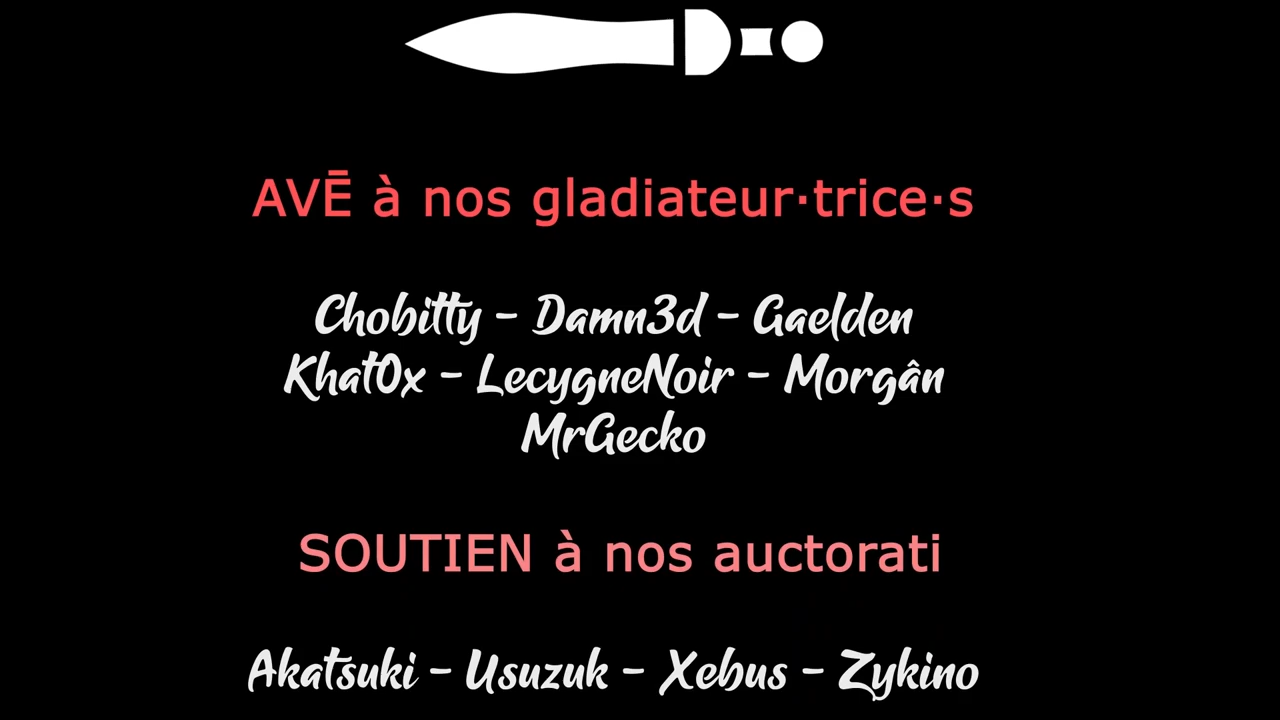 AVĒ à nos gladiateur·trice·s
Chobitty - Damn3d - Gaelden
Khat0x - LecygneNoir - Morgân
MrGecko
SOUTIEN à nos auctorati
Akatsuki - Usuzuk - Xebus - Zykino